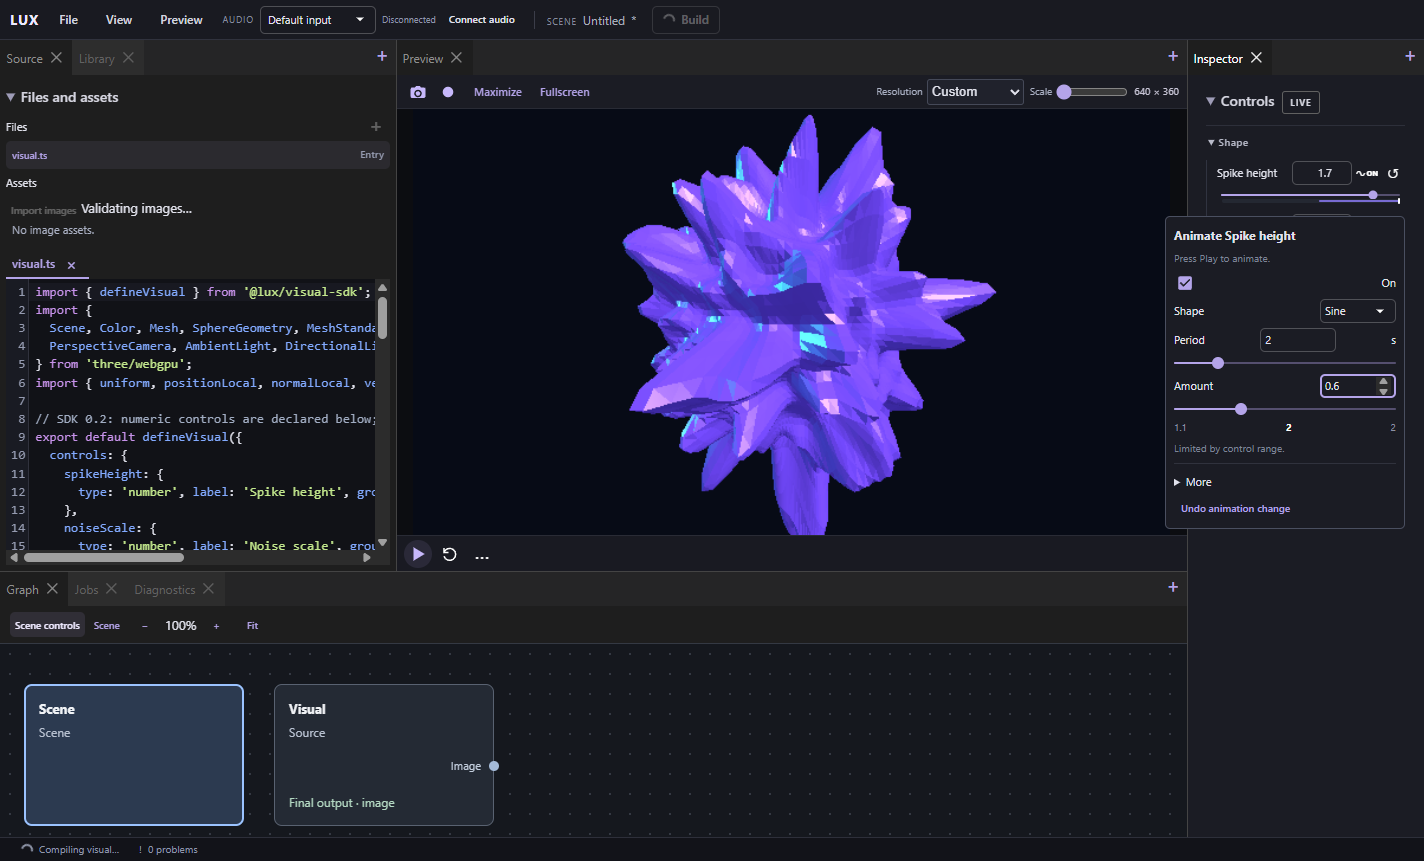 LUX File View Preview AUDIO Default input Disconnected Connect audio SCENE Untitled * Build
Source Library
Files and assets
Files
visual.ts Entry
Assets
Import images Validating images...
No image assets.
visual.ts
1 import { defineVisual } from '@lux/visual-sdk';
2 import {
3 Scene, Color, Mesh, SphereGeometry, MeshStanda
4 PerspectiveCamera, AmbientLight, DirectionalLi
5 } from 'three/webgpu';
6 import { uniform, positionLocal, normalLocal, ve
7
8 // SDK 0.2: numeric controls are declared below;
9 export default defineVisual({
10 controls: {
11 spikeHeight: {
12 type: 'number', label: 'Spike height', gro
13 },
14 noiseScale: {
15 type: 'number', label: 'Noise scale', grou
Preview
Maximize Fullscreen Resolution Custom Scale 640 × 360
...
Inspector
Controls LIVE
Shape
Spike height 1.7 ON
Animate Spike height
Press Play to animate.
On
Shape Sine
Period 2 s
Amount 0.6
1.1 2 2
Limited by control range.
More
Undo animation change
Graph Jobs Diagnostics
Scene controls Scene − 100% + Fit
Scene
Scene
Visual
Source
Image
Final output · image
Compiling visual... ! 0 problems